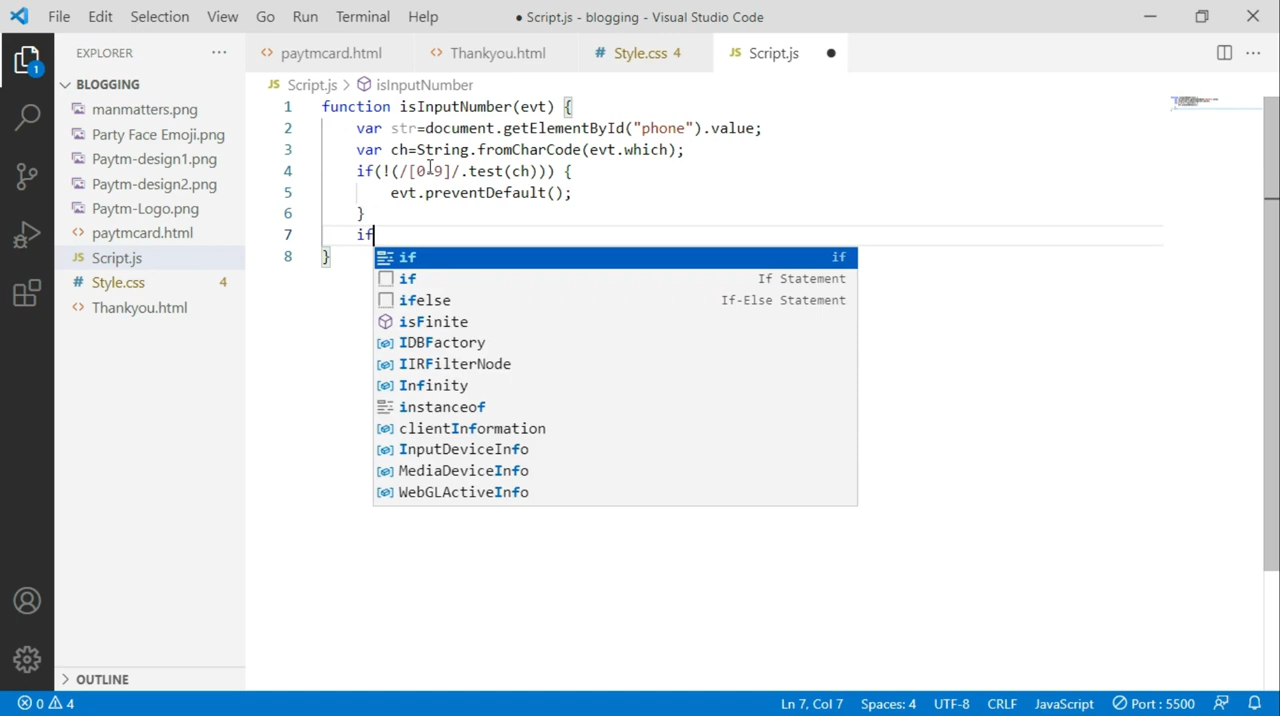 File Edit Selection View Go Run Terminal Help ● Script.js - blogging - Visual Studio Code
EXPLORER ···
<> paytmcard.html <> Thankyou.html # Style.css 4 JS Script.js ●
BLOGGING
JS Script.js > isInputNumber
manmatters.png
Party Face Emoji.png
Paytm-design1.png
Paytm-design2.png
Paytm-Logo.png
<> paytmcard.html
JS Script.js
# Style.css 4
<> Thankyou.html
1 function isInputNumber(evt) {
2 var str=document.getElementById("phone").value;
3 var ch=String.fromCharCode(evt.which);
4 if(!(/[0-9]/.test(ch))) {
5 evt.preventDefault();
6 }
7 if
8 }
if if
if If Statement
ifelse If-Else Statement
isFinite
IDBFactory
IIRFilterNode
Infinity
instanceof
clientInformation
InputDeviceInfo
MediaDeviceInfo
WebGLActiveInfo
1
OUTLINE
0 4 Ln 7, Col 7 Spaces: 4 UTF-8 CRLF JavaScript Port : 5500